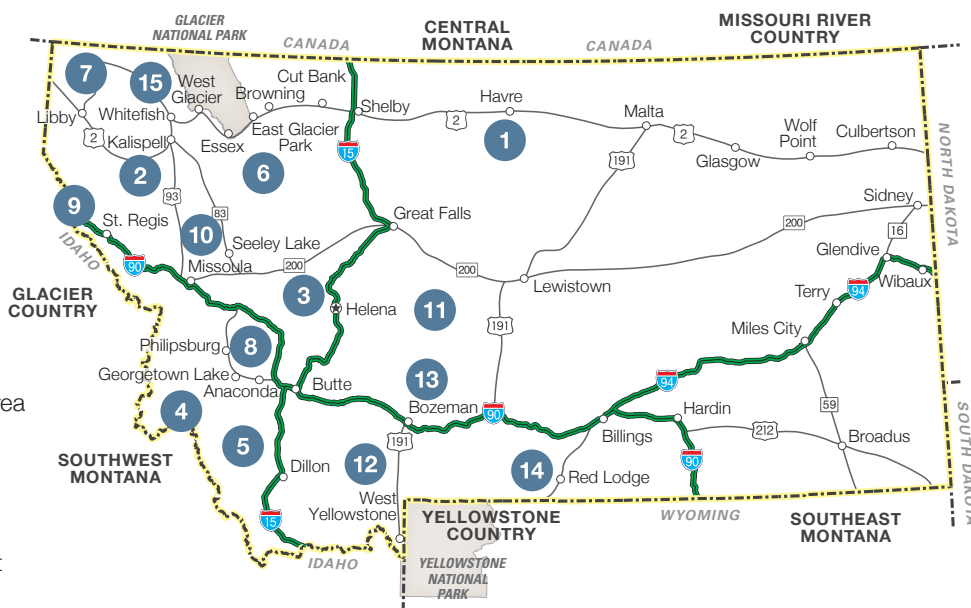 GLACIER
NATIONAL PARK
CENTRAL
MONTANA
MISSOURI RIVER
COUNTRY
CANADA
CANADA
7
15
West
Glacier
Cut Bank
Browning
Shelby
Havre
Malta
Wolf
Point
Culbertson
Libby
Whitefish
2
Kalispell
Essex
East Glacier
Park
15
2
1
2
Glasgow
191
NORTH DAKOTA
2
6
93
83
9
St. Regis
10
Great Falls
Sidney
200
16
IDAHO
90
Seeley Lake
200
Missoula
200
Lewistown
Glendive
Wibaux
94
Terry
GLACIER
COUNTRY
3
Helena
11
191
Miles City
Philipsburg
8
Georgetown Lake
Anaconda
Butte
13
94
rea
4
Bozeman
90
Hardin
59
SOUTH DAKOTA
5
191
Billings
212
Broadus
SOUTHWEST
MONTANA
12
14
90
Dillon
Red Lodge
West
Yellowstone
15
YELLOWSTONE
COUNTRY
WYOMING
SOUTHEAST
MONTANA
IDAHO
YELLOWSTONE
NATIONAL
PARK